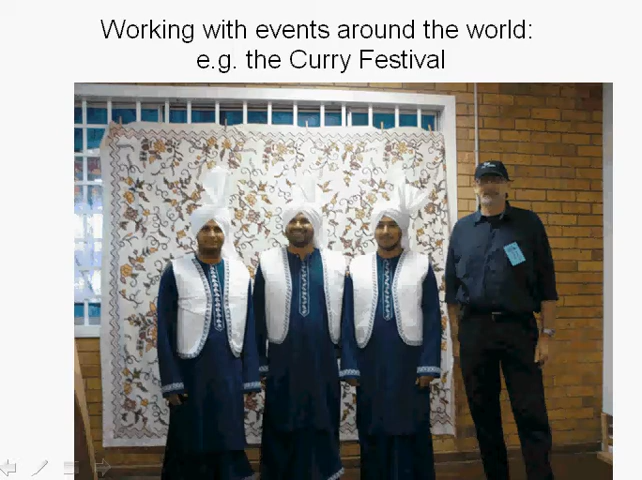 Working with events around the world:
e.g. the Curry Festival